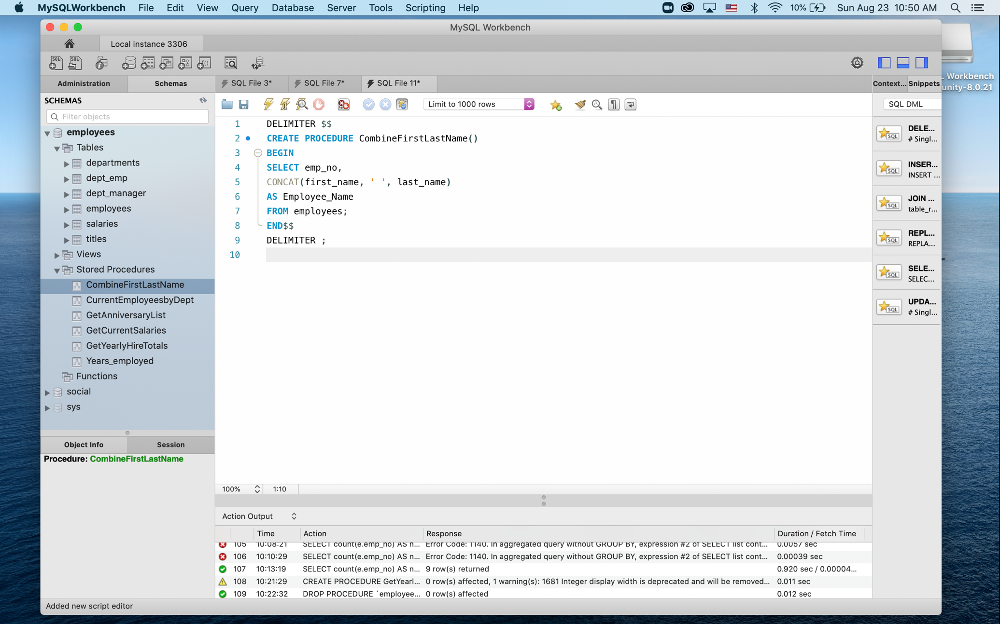 MySQLWorkbench File Edit View Query Database Server Tools Scripting Help 10% Sun Aug 23 10:50 AM
MySQL Workbench
Local instance 3306
Workbench
unity-8.0.21
Administration Schemas
SQL File 3* SQL File 7* SQL File 11*
Context... Snippets
SCHEMAS
Filter objects
Limit to 1000 rows
SQL DML
employees
Tables
departments
dept_emp
dept_manager
employees
salaries
titles
Views
Stored Procedures
CombineFirstLastName
CurrentEmployeesbyDept
GetAnniversaryList
GetCurrentSalaries
GetYearlyHireTotals
Years_employed
Functions
social
sys
1 DELIMITER $$
2 CREATE PROCEDURE CombineFirstLastName()
3 BEGIN
4 SELECT emp_no,
5 CONCAT(first_name, ' ', last_name)
6 AS Employee_Name
7 FROM employees;
8 END$$
9 DELIMITER ;
10
DELE...
# Singl...
INSER...
INSERT ...
JOIN ...
table_r...
REPL...
REPLA...
SELE...
SELEC...
UPDA...
# Singl...
Object Info Session
Procedure: CombineFirstLastName
100% 1:10
Action Output
Time Action Response Duration / Fetch Time
105 10:08:21 SELECT count(e.emp_no) AS n... Error Code: 1140. In aggregated query without GROUP BY, expression #2 of SELECT list cont... 0.0057 sec
106 10:10:29 SELECT count(e.emp_no) AS n... Error Code: 1140. In aggregated query without GROUP BY, expression #2 of SELECT list cont... 0.00039 sec
107 10:13:19 SELECT count(e.emp_no) AS n... 9 row(s) returned 0.920 sec / 0.00004...
108 10:21:29 CREATE PROCEDURE GetYearl... 0 row(s) affected, 1 warning(s): 1681 Integer display width is deprecated and will be removed... 0.011 sec
109 10:22:32 DROP PROCEDURE `employee... 0 row(s) affected 0.012 sec
Added new script editor